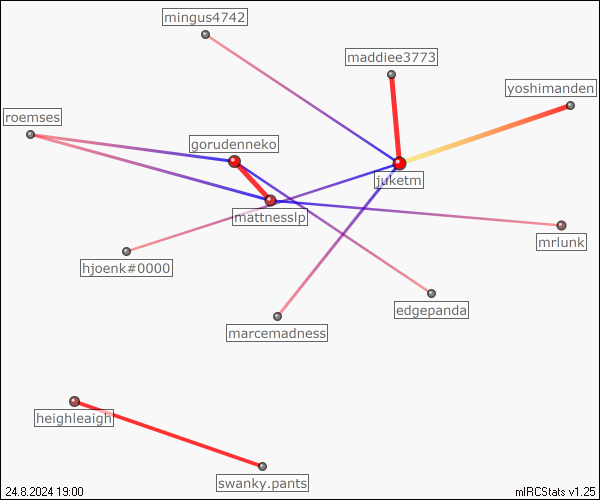 mingus4742
maddiee3773
yoshimanden
roemses
gorudenneko
juketm
mattnesslp
mrlunk
hjoenk#0000
edgepanda
marcemadness
heighleaigh
swanky.pants
24.8.2024 19:00
mIRCStats v1.25